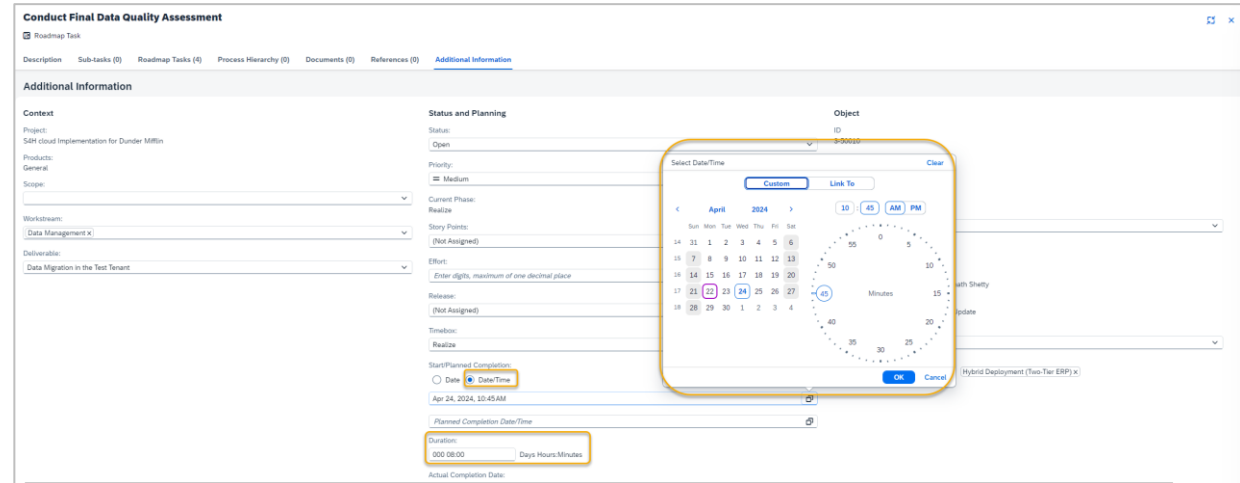 Conduct Final Data Quality Assessment
Roadmap Task
Description Sub-tasks (0) Roadmap Tasks (4) Process Hierarchy (0) Documents (0) References (0) Additional Information
Additional Information
Context
Project:
S4H cloud Implementation for Dunder Mifflin
Products:
General
Scope:
Workstream:
Data Management x
Deliverable:
Data Migration in the Test Tenant
Status and Planning
Status:
Open
Priority:
Medium
Current Phase:
Realize
Story Points:
(Not Assigned)
Effort:
Enter digits, maximum of one decimal place
Release:
(Not Assigned)
Timebox:
Realize
Start/Planned Completion:
Date Date/Time
Apr 24, 2024, 10:45 AM
Planned Completion Date/Time
Duration:
000 08:00 Days Hours:Minutes
Actual Completion Date:
Object
ID
3-50010
Select Date/Time Clear
Custom Link To
April 2024
10 : 45 AM PM
Sun Mon Tue Wed Thu Fri Sat
14 31 1 2 3 4 5 6
15 7 8 9 10 11 12 13
16 14 15 16 17 18 19 20
17 21 22 23 24 25 26 27
18 28 29 30 1 2 3 4
0
55 5
50 10
45 Minutes 15
40 20
35 25
30
OK Cancel
Shetty
Hybrid Deployment (Two-Tier ERP) x